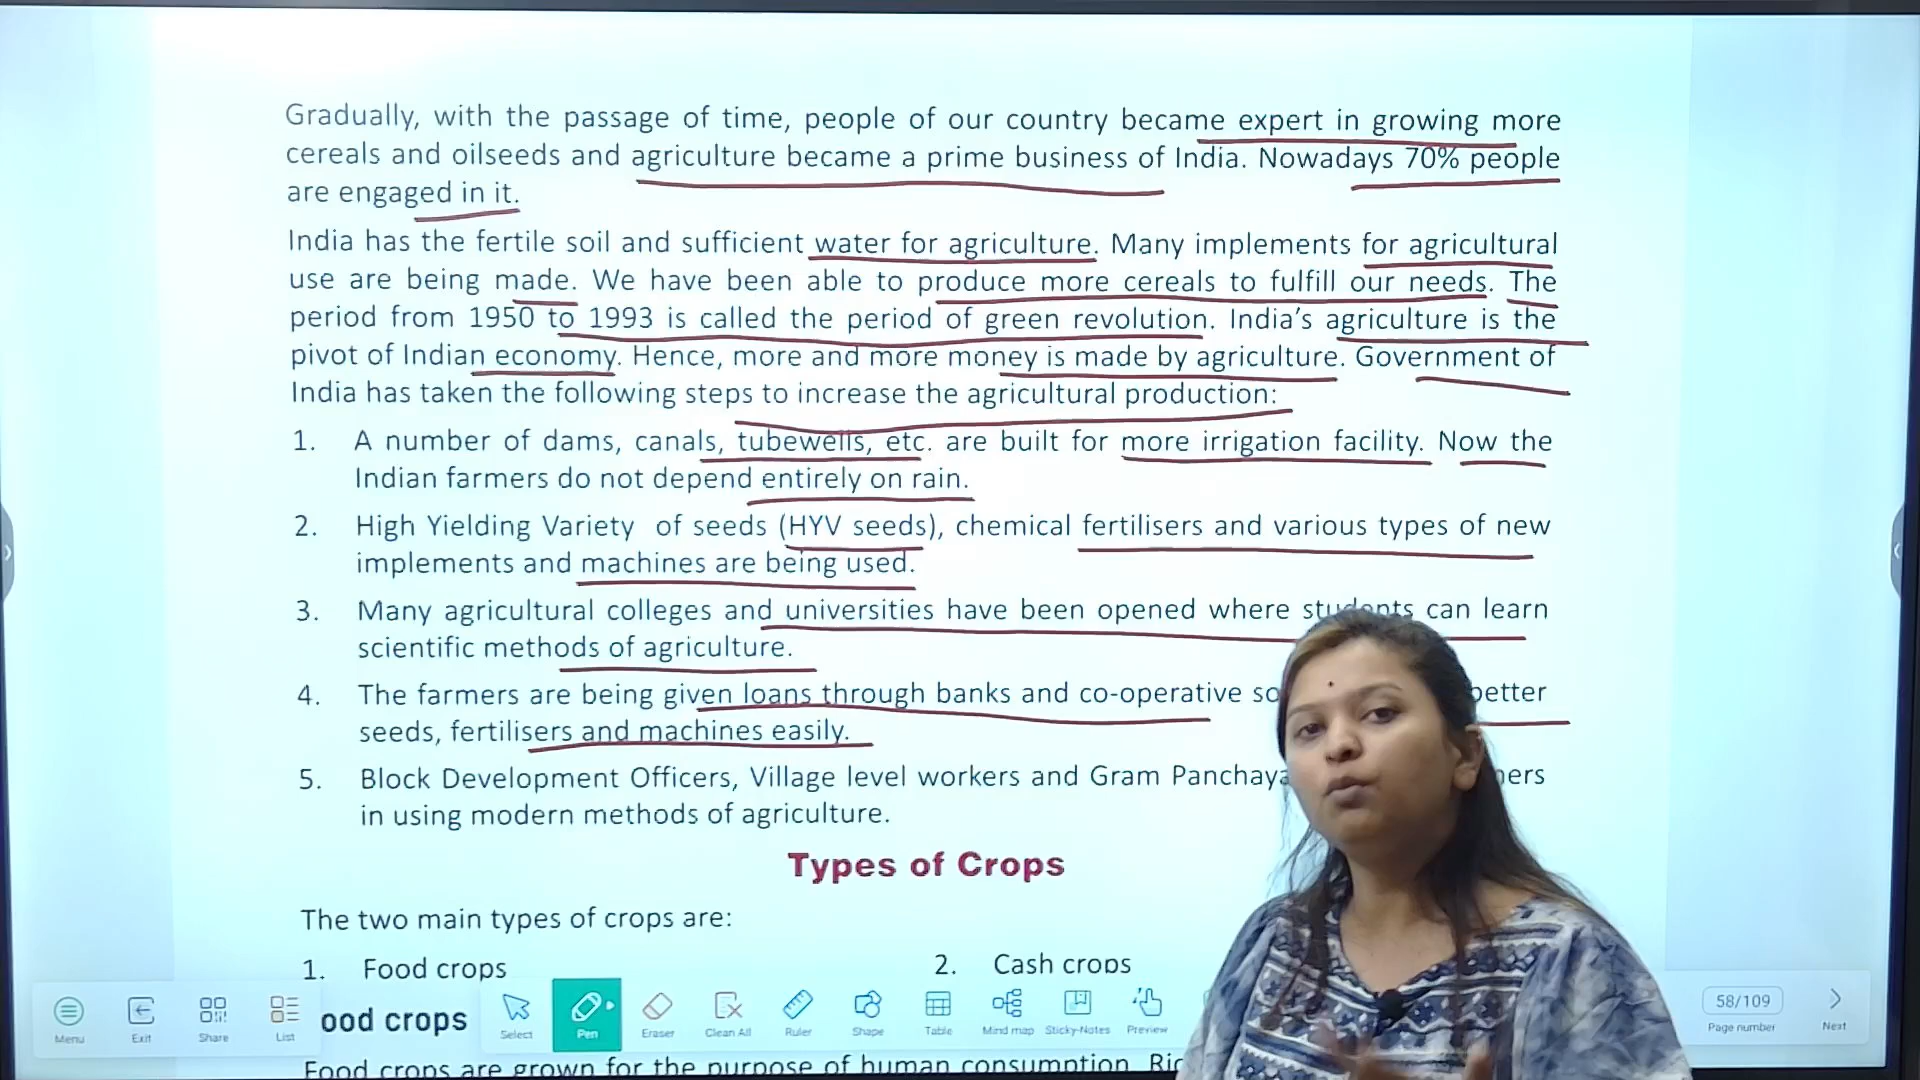 Gradually, with the passage of time, people of our country became expert in growing more
cereals and oilseeds and agriculture became a prime business of India. Nowadays 70% people
are engaged in it.
India has the fertile soil and sufficient water for agriculture. Many implements for agricultural
use are being made. We have been able to produce more cereals to fulfill our needs. The
period from 1950 to 1993 is called the period of green revolution. India's agriculture is the
pivot of Indian economy. Hence, more and more money is made by agriculture. Government of
India has taken the following steps to increase the agricultural production:
1. A number of dams, canals, tubewells, etc. are built for more irrigation facility. Now the
Indian farmers do not depend entirely on rain.
2. High Yielding Variety of seeds (HYV seeds), chemical fertilisers and various types of new
implements and machines are being used.
3. Many agricultural colleges and universities have been opened where students can learn
scientific methods of agriculture.
4. The farmers are being given loans through banks and co-operative better
seeds, fertilisers and machines easily.
5. Block Development Officers, Village level workers and Gram
in using modern methods of agriculture.
Types of Crops
The two main types of crops are:
1. Food crops 2. Cash crops
ood crops
Food crops are grown for the purpose of human consumption.
Menu Exit Share List Select Pen Eraser Clean All Ruler Shape Table Mind map Sticky-Notes Preview
58/109
Page number
Next